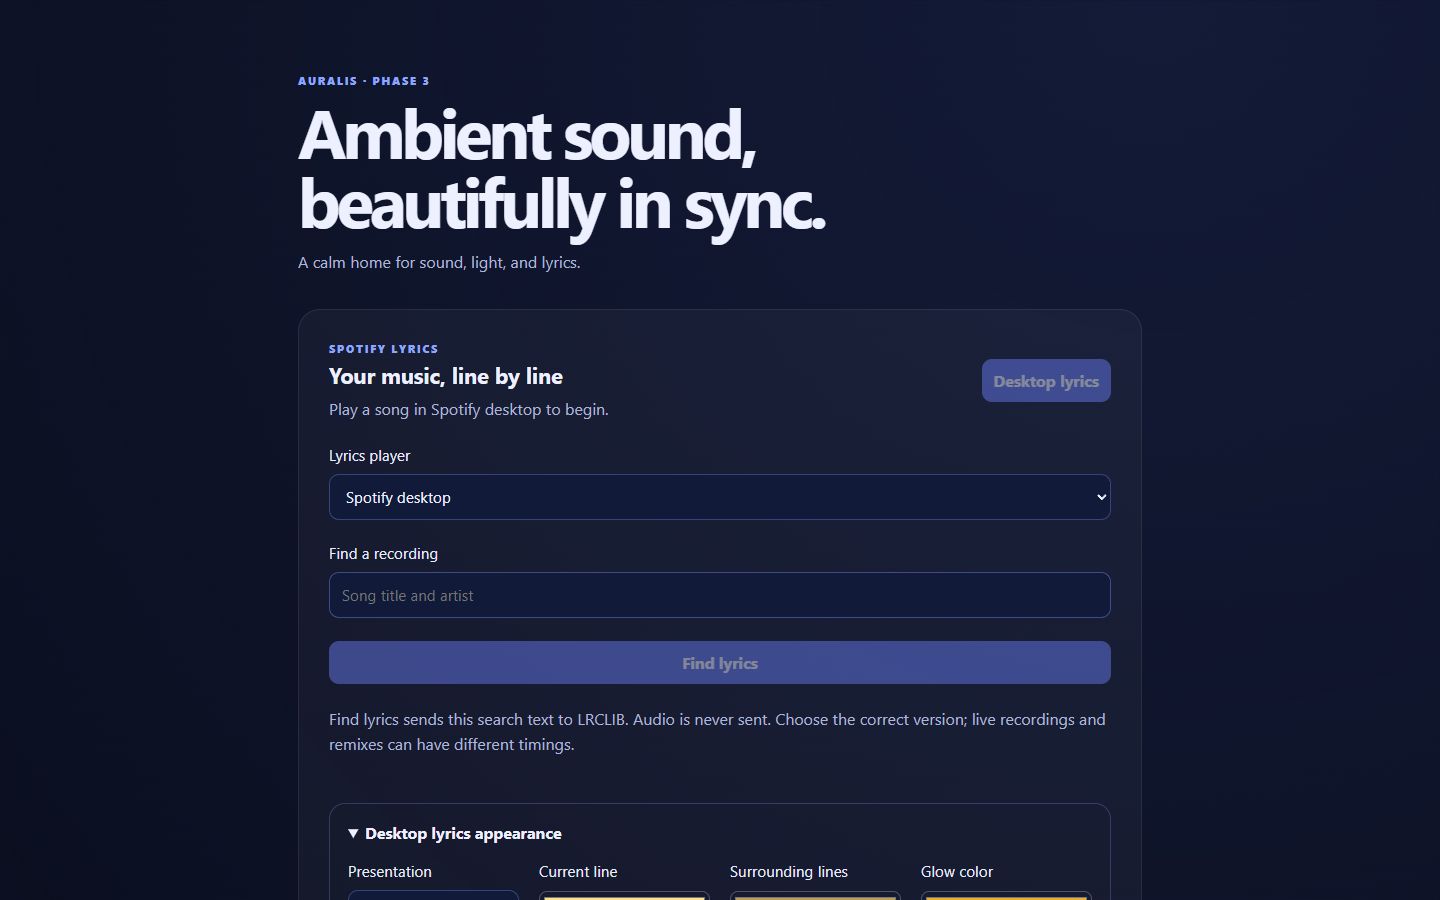 AURALIS · PHASE 3
Ambient sound,
beautifully in sync.
A calm home for sound, light, and lyrics.
SPOTIFY LYRICS
Your music, line by line
Desktop lyrics
Play a song in Spotify desktop to begin.
Lyrics player
Spotify desktop
Find a recording
Song title and artist
Find lyrics
Find lyrics sends this search text to LRCLIB. Audio is never sent. Choose the correct version; live recordings and
remixes can have different timings.
▼ Desktop lyrics appearance
Presentation Current line Surrounding lines Glow color